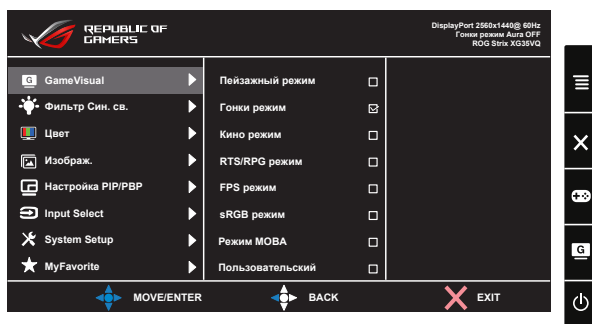 REPUBLIC OF
GAMERS
DisplayPort 2560x1440@ 60Hz
Гонки режим Aura OFF
ROG Strix XG35VQ
G GameVisual
Фильтр Син. св.
Цвет
Изображ.
Настройка PIP/PBP
Input Select
System Setup
MyFavorite
Пейзажный режим
Гонки режим
Кино режим
RTS/RPG режим
FPS режим
sRGB режим
Режим MOBA
Пользовательский
MOVE/ENTER
BACK
EXIT
G